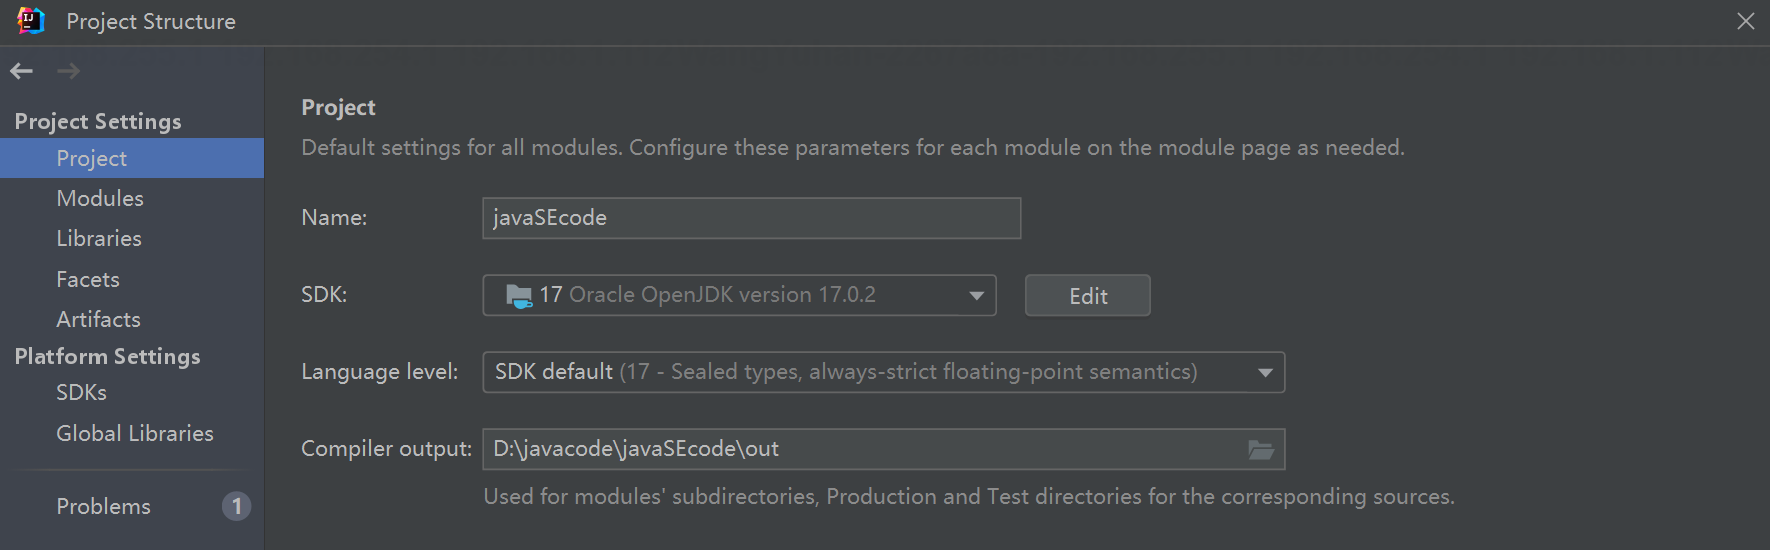 Project Structure
Project Settings
Project
Modules
Libraries
Facets
Artifacts
Platform Settings
SDKs
Global Libraries
Problems 1
Project
Default settings for all modules. Configure these parameters for each module on the module page as needed.
Name: javaSEcode
SDK: 17 Oracle OpenJDK version 17.0.2 Edit
Language level: SDK default (17 - Sealed types, always-strict floating-point semantics)
Compiler output: D:\javacode\javaSEcode\out
Used for modules' subdirectories, Production and Test directories for the corresponding sources.